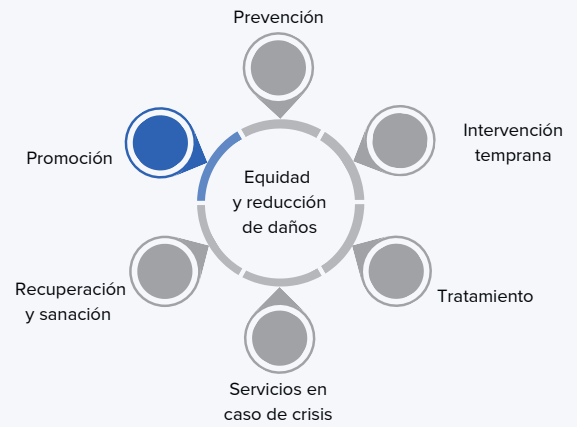 Prevención
Intervención
temprana
Promoción
Equidad
y reducción
de daños
Recuperación
y sanación
Tratamiento
Servicios en
caso de crisis